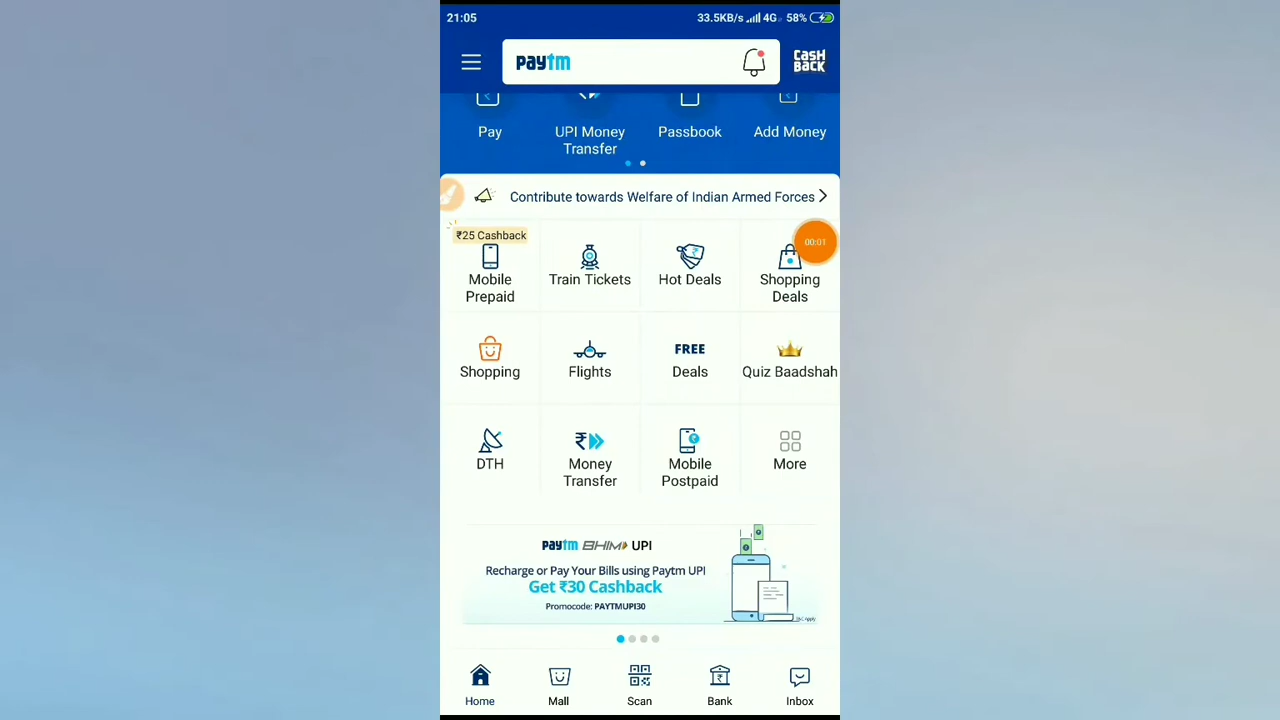 21:05
33.5KB/s 4G 58%
paytm
CASH
BACK
Pay
UPI Money
Transfer
Passbook
Add Money
Contribute towards Welfare of Indian Armed Forces
₹25 Cashback
00:01
Mobile
Prepaid
Train Tickets
Hot Deals
Shopping
Deals
Shopping
Flights
FREE
Deals
Quiz Baadshah
DTH
₹
Money
Transfer
Mobile
Postpaid
More
paytm BHIM UPI
Recharge or Pay Your Bills using Paytm UPI
Get ₹30 Cashback
Promocode: PAYTMUPI30
Home
Mall
Scan
Bank
Inbox